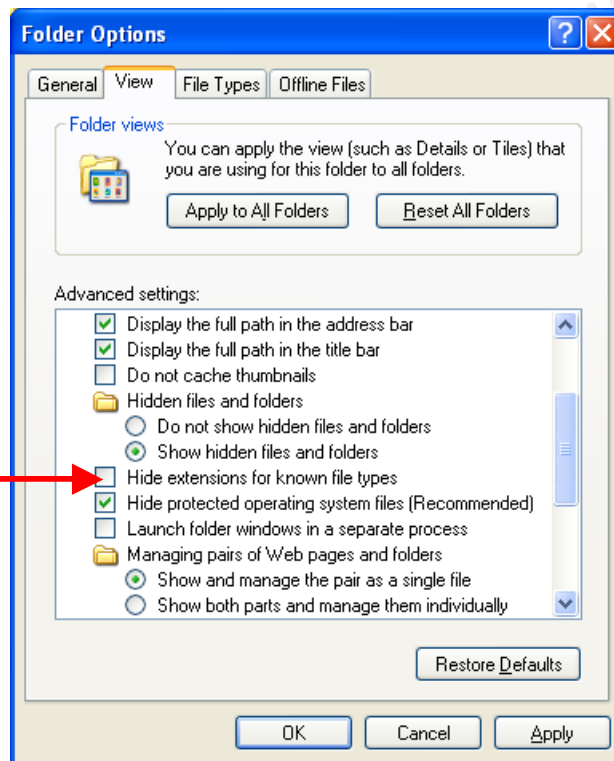 Folder Options
?
X
General View File Types Offline Files
Folder views
You can apply the view (such as Details or Tiles) that
you are using for this folder to all folders.
Apply to All Folders Reset All Folders
Advanced settings:
Display the full path in the address bar
Display the full path in the title bar
Do not cache thumbnails
Hidden files and folders
Do not show hidden files and folders
Show hidden files and folders
Hide extensions for known file types
Hide protected operating system files (Recommended)
Launch folder windows in a separate process
Managing pairs of Web pages and folders
Show and manage the pair as a single file
Show both parts and manage them individually
Restore Defaults
OK Cancel Apply